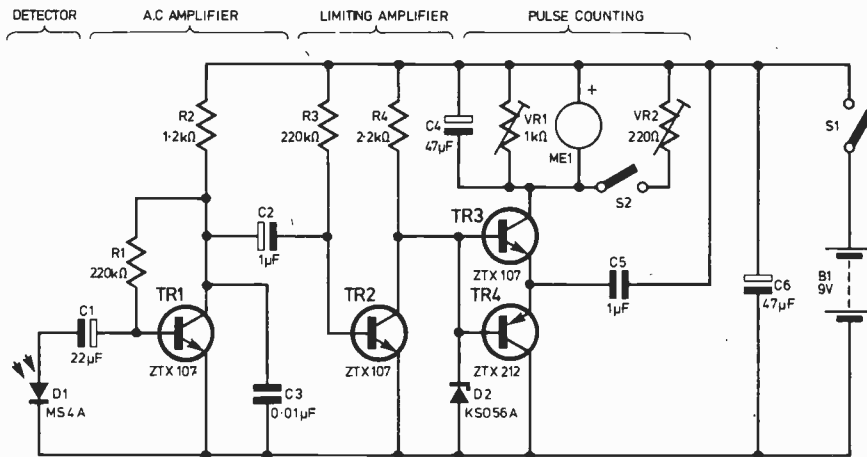 DETECTOR
A.C AMPLIFIER
LIMITING AMPLIFIER
PULSE COUNTING
R2
1·2kΩ
R3
220kΩ
R4
2·2kΩ
C4
47µF
VR1
1kΩ
+
ME1
VR2
220Ω
S1
S2
R1
220kΩ
C2
1µF
TR3
ZTX 107
C1
22µF
TR1
ZTX 107
TR2
ZTX 107
TR4
ZTX 212
C5
1µF
C6
47µF
B1
9V
D1
MS4A
C3
0·01µF
D2
KS056A